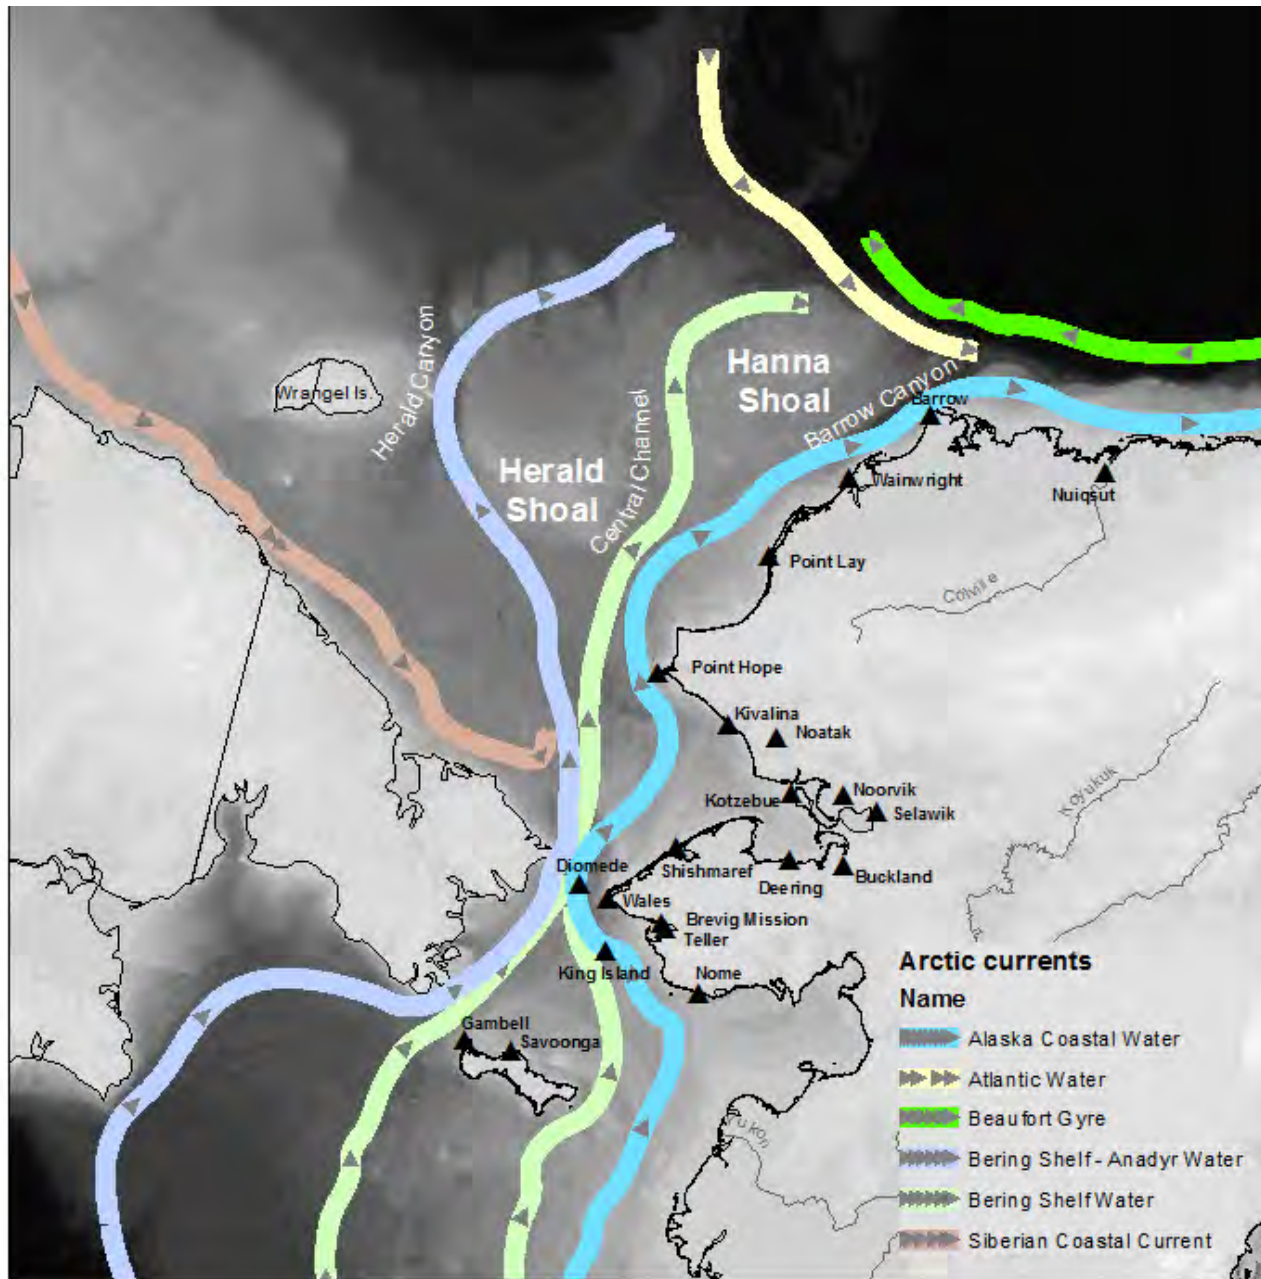 Wrangel Is.
Herald Canyon
Herald
Shoal
Central Channel
Hanna
Shoal
Barrow Canyon
Barrow
Wainwright
Nuiqsut
Point Lay
Colville
Point Hope
Kivalina
Noatak
Koyukuk
Kotzebue
Noorvik
Selawik
Diomede
Shishmaref
Deering
Buckland
Wales
Brevig Mission
Teller
King Island
Nome
Gambell
Savoonga
Yukon
Arctic currents
Name
Alaska Coastal Water
Atlantic Water
Beaufort Gyre
Bering Shelf - Anadyr Water
Bering Shelf Water
Siberian Coastal Current